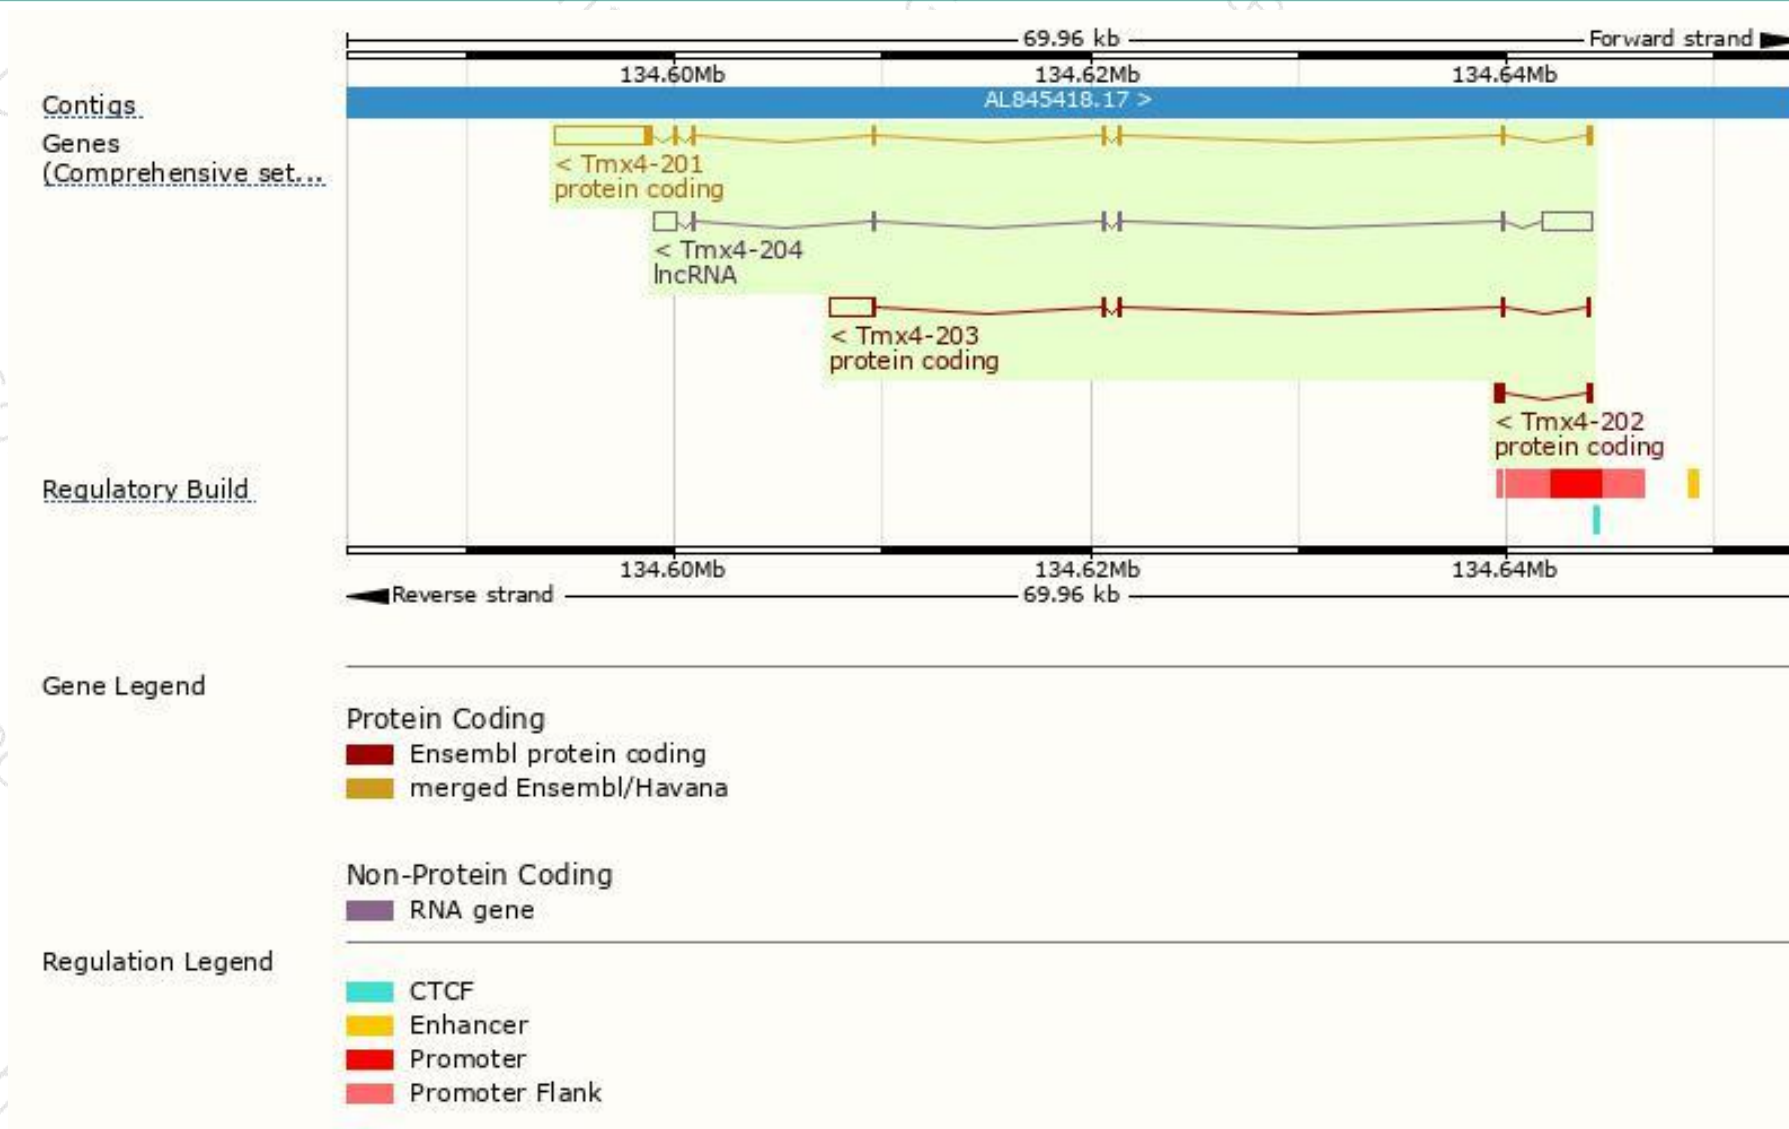 69.96 kb Forward strand
134.60Mb 134.62Mb 134.64Mb
Contigs AL845418.17 >
Genes
(Comprehensive set...
< Tmx4-201
protein coding
< Tmx4-204
lncRNA
< Tmx4-203
protein coding
< Tmx4-202
protein coding
Regulatory Build
134.60Mb 134.62Mb 134.64Mb
Reverse strand 69.96 kb
Gene Legend
Protein Coding
Ensembl protein coding
merged Ensembl/Havana
Non-Protein Coding
RNA gene
Regulation Legend
CTCF
Enhancer
Promoter
Promoter Flank